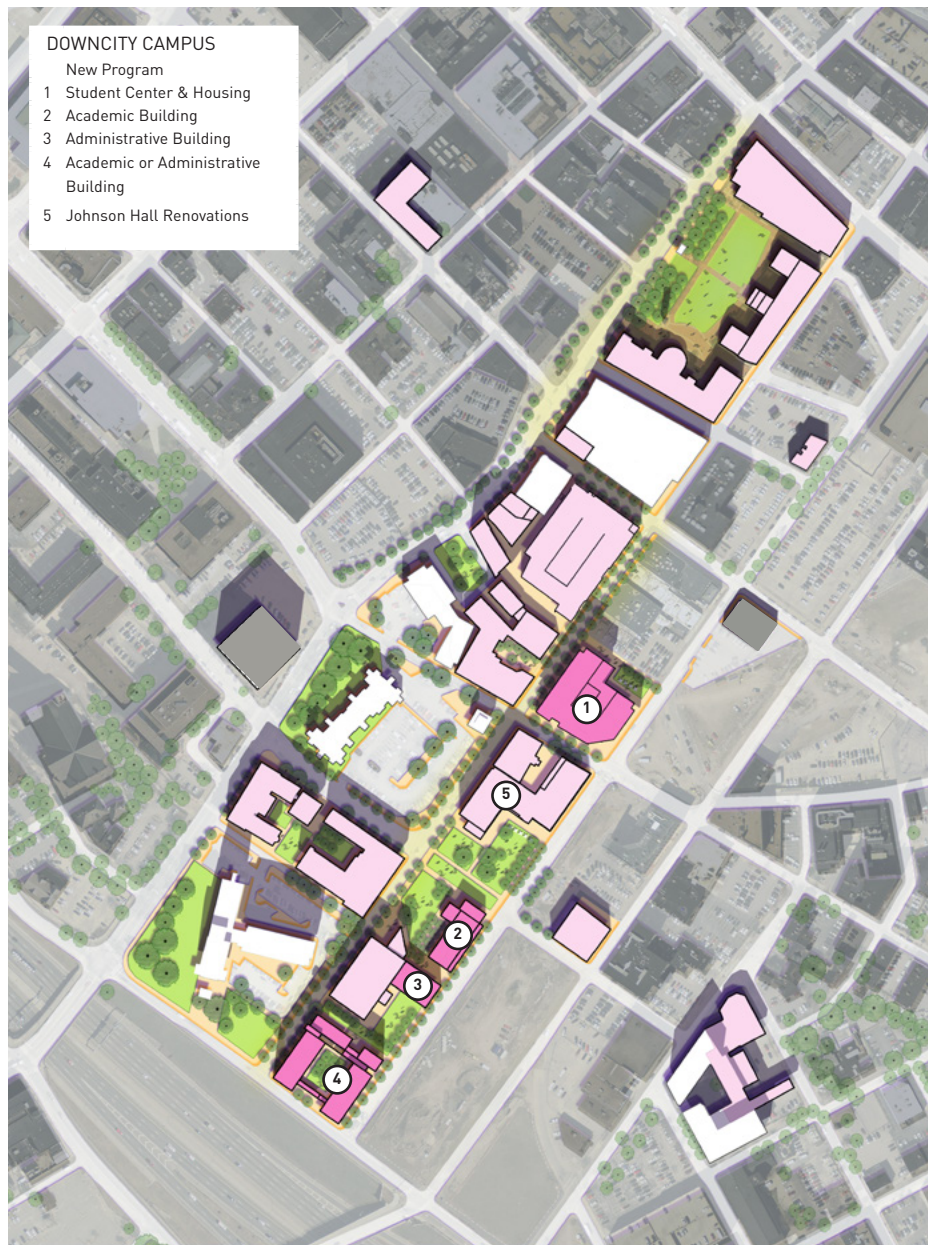 DOWNCITY CAMPUS
New Program
1 Student Center & Housing
2 Academic Building
3 Administrative Building
4 Academic or Administrative
Building
5 Johnson Hall Renovations
1
5
2
3
4